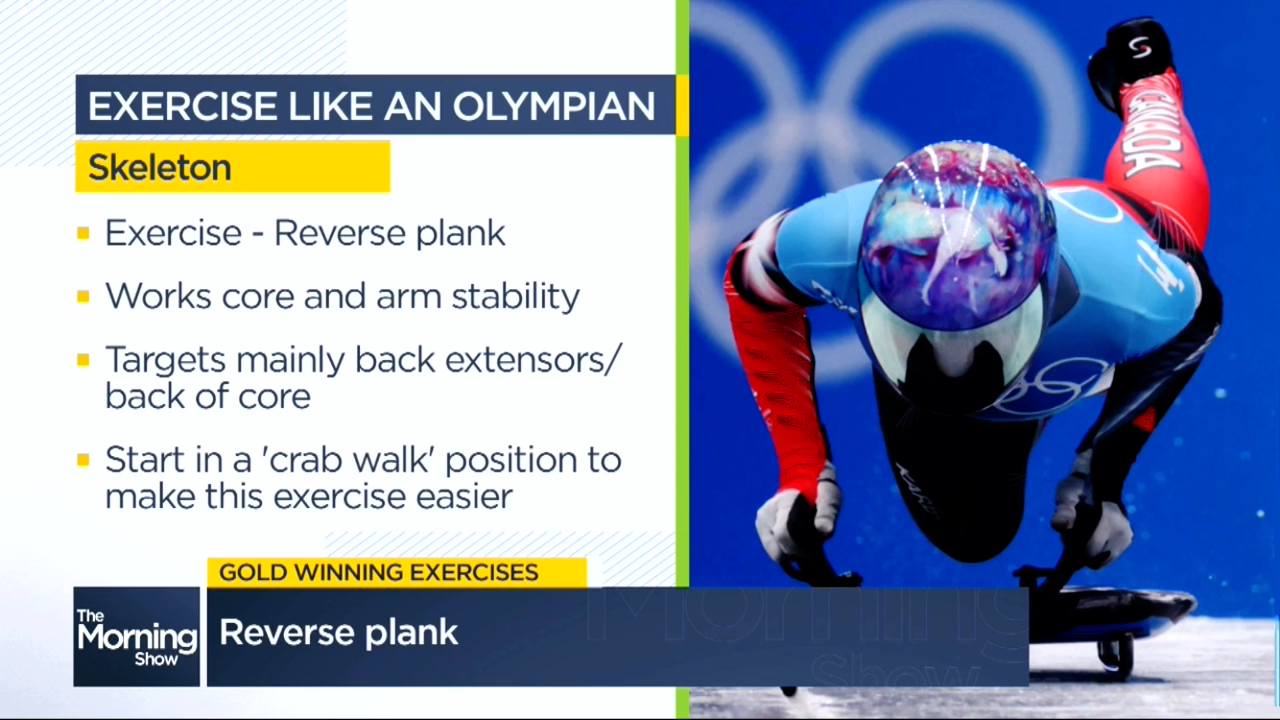 EXERCISE LIKE AN OLYMPIAN
Skeleton
Exercise - Reverse plank
Works core and arm stability
Targets mainly back extensors/
back of core
Start in a 'crab walk' position to
make this exercise easier
GOLD WINNING EXERCISES
The
Morning
Show
Reverse plank
Morning
Show
CANADA